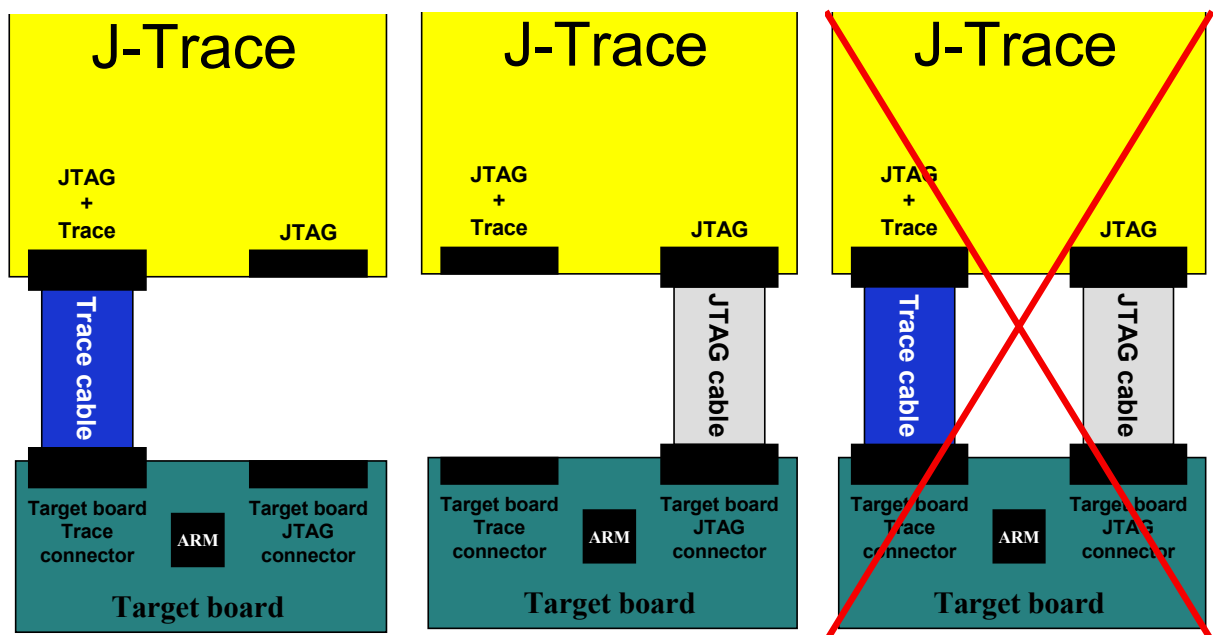 J-Trace
JTAG
+
Trace
JTAG
Trace cable
Target board
Trace
connector
ARM
Target board
JTAG
connector
Target board
J-Trace
JTAG
+
Trace
JTAG
JTAG cable
Target board
Trace
connector
ARM
Target board
JTAG
connector
Target board
J-Trace
JTAG
+
Trace
JTAG
Trace cable
JTAG cable
Target board
Trace
connector
ARM
Target board
JTAG
connector
Target board